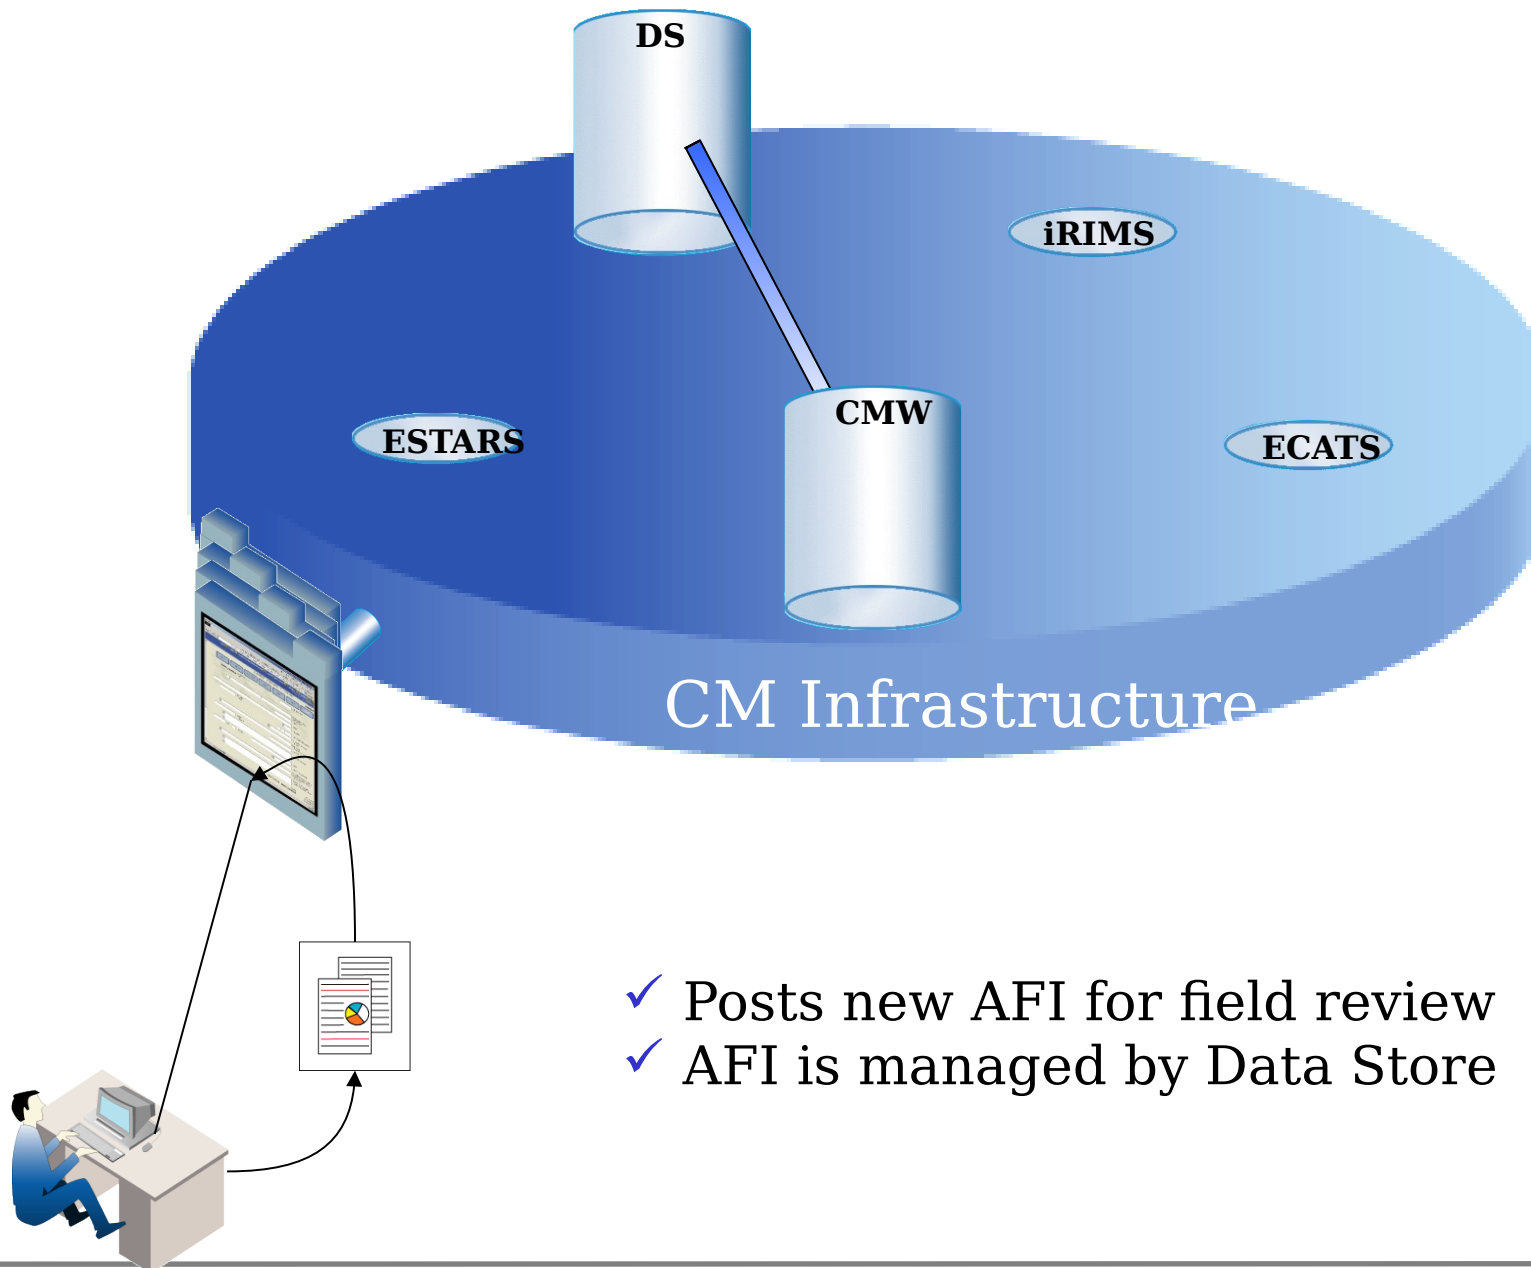 DS
iRIMS
CMW
ESTARS
ECATS
CM Infrastructure
Posts new AFI for field review
AFI is managed by Data Store